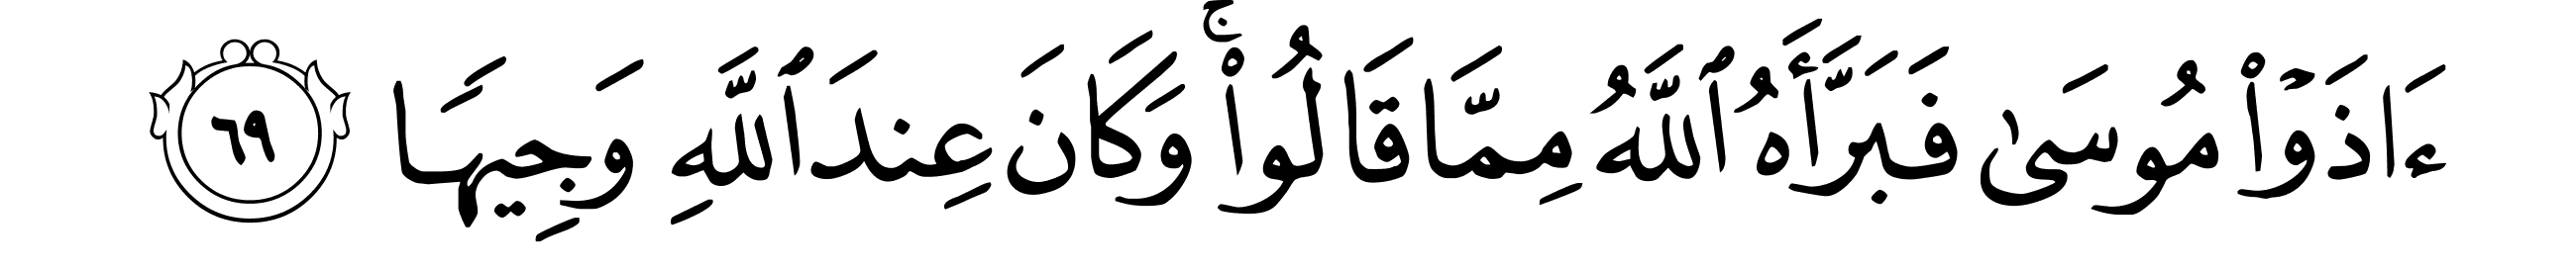 ءَاذَوْا۟ مُوسَىٰ فَبَرَّأَهُ ٱللَّهُ مِمَّا قَالُوا۟ ۚ وَكَانَ عِندَ ٱللَّهِ وَجِيهًا ٦٩